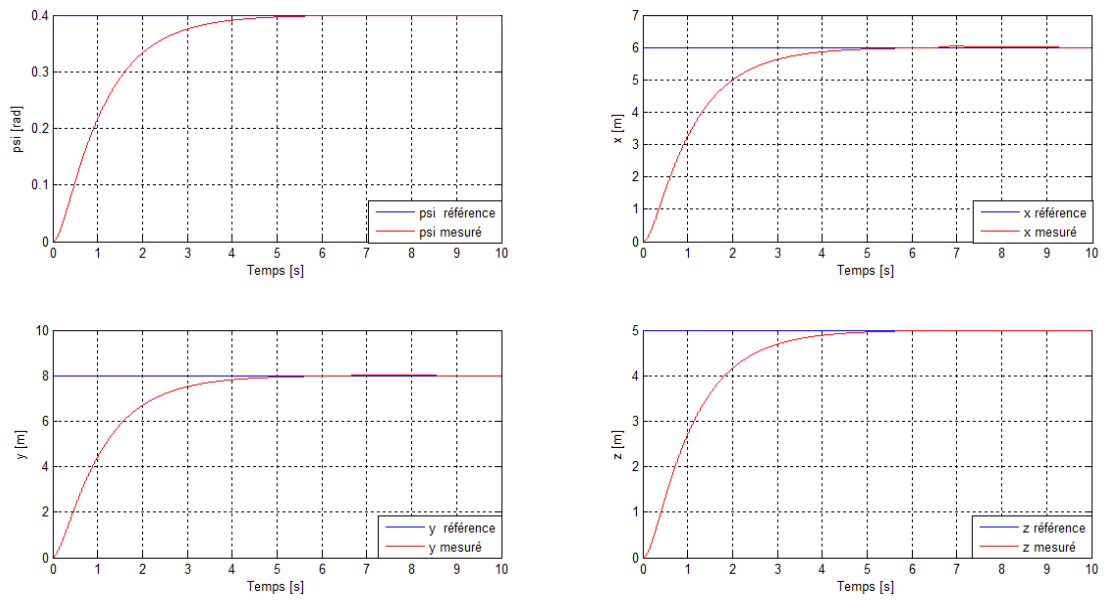 0.4
0.3
0.2
0.1
0
psi [rad]
0 1 2 3 4 5 6 7 8 9 10
Temps [s]
psi référence
psi mesuré
7
6
5
4
3
2
1
0
x [m]
0 1 2 3 4 5 6 7 8 9 10
Temps [s]
x référence
x mesuré
10
8
6
4
2
0
y [m]
0 1 2 3 4 5 6 7 8 9 10
Temps [s]
y référence
y mesuré
5
4
3
2
1
0
z [m]
0 1 2 3 4 5 6 7 8 9 10
Temps [s]
z référence
z mesuré